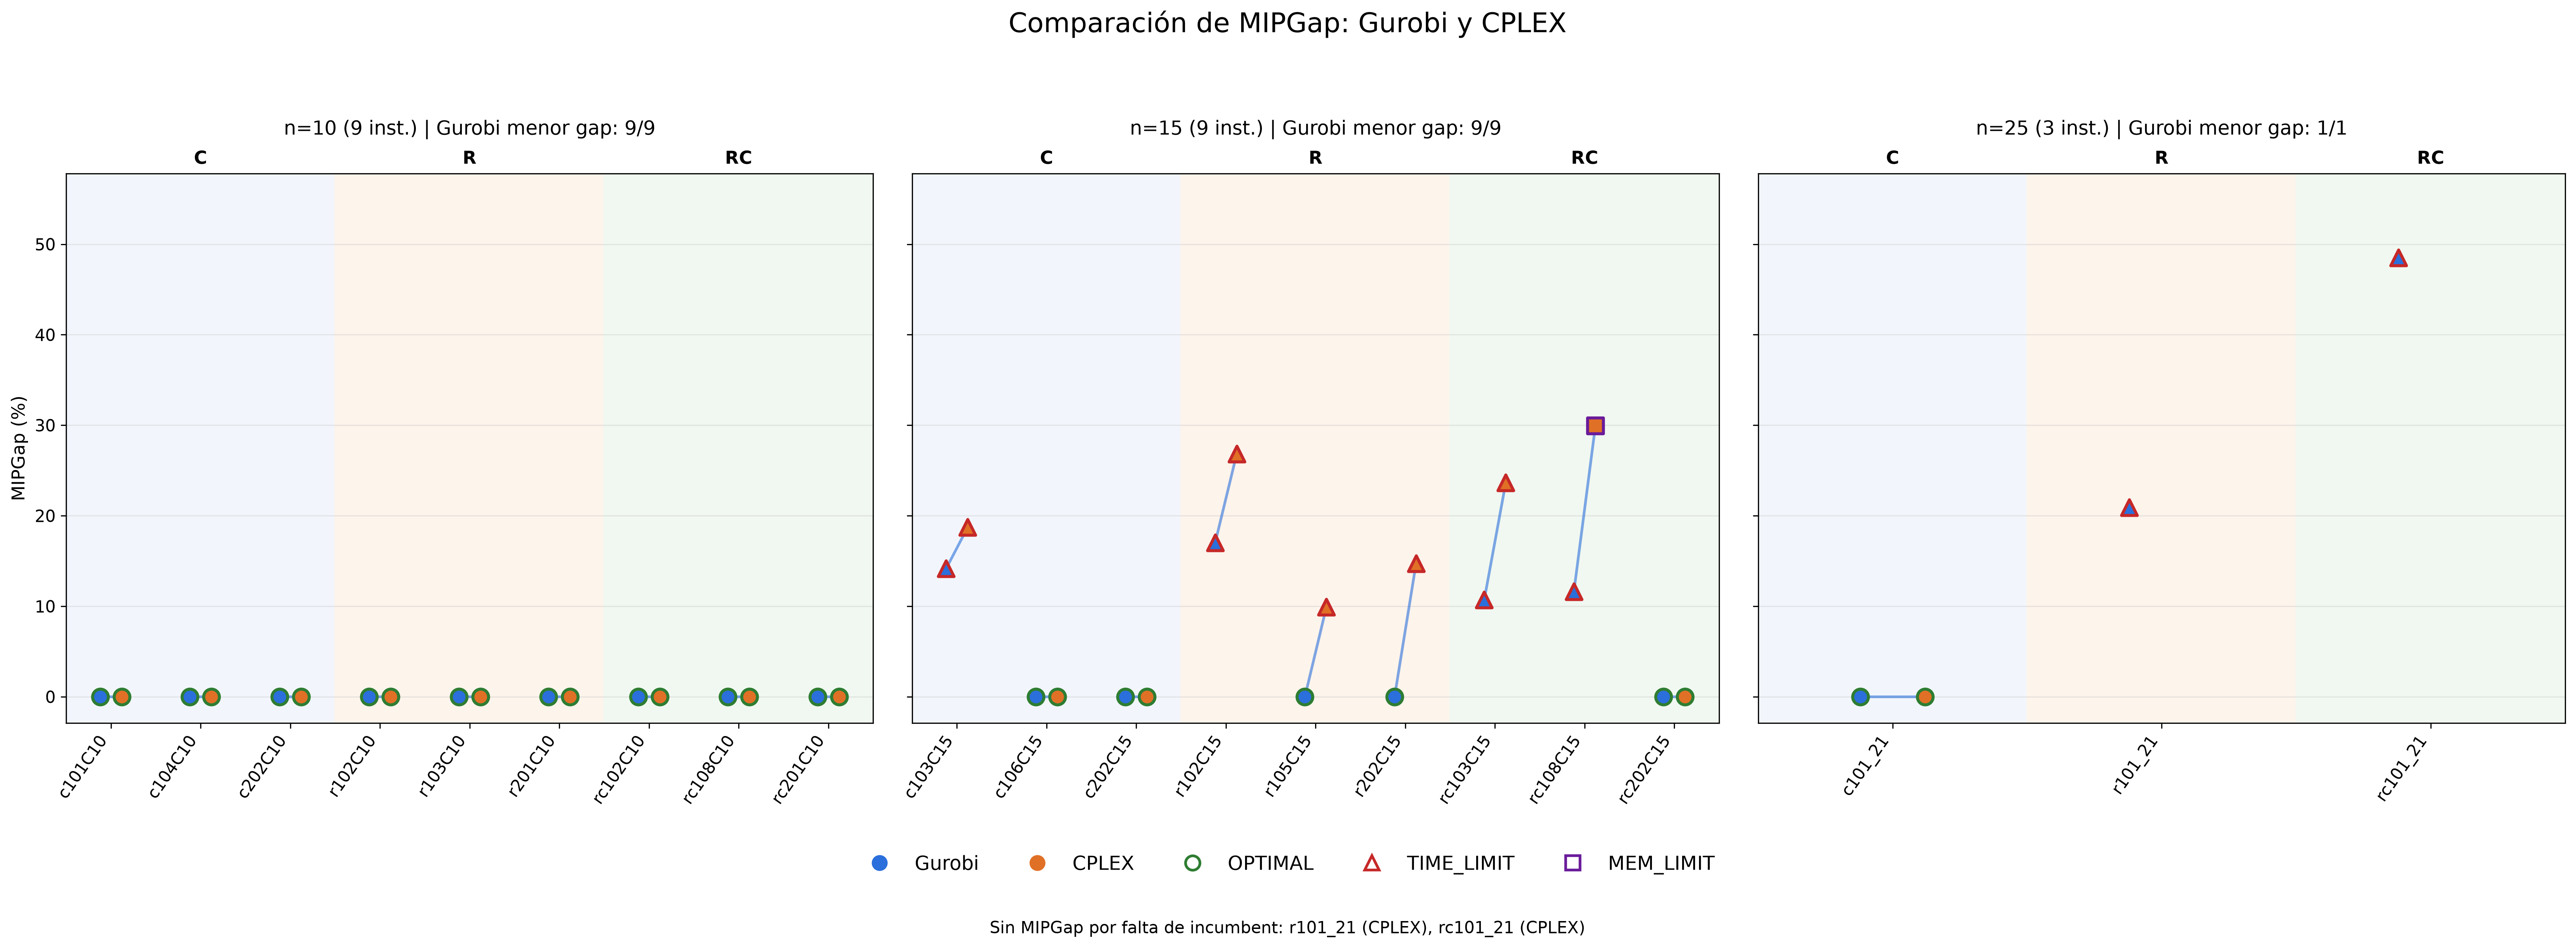 Comparación de MIPGap: Gurobi y CPLEX
n=10 (9 inst.) | Gurobi menor gap: 9/9
C R RC
n=15 (9 inst.) | Gurobi menor gap: 9/9
C R RC
n=25 (3 inst.) | Gurobi menor gap: 1/1
C R RC
MIPGap (%)
50
40
30
20
10
0
c101C10
c104C10
c202C10
r102C10
r103C10
r201C10
rc102C10
rc108C10
rc201C10
c103C15
c106C15
c202C15
r102C15
r105C15
r202C15
rc103C15
rc108C15
rc202C15
c101_21
r101_21
rc101_21
Gurobi CPLEX OPTIMAL TIME_LIMIT MEM_LIMIT
Sin MIPGap por falta de incumbent: r101_21 (CPLEX), rc101_21 (CPLEX)